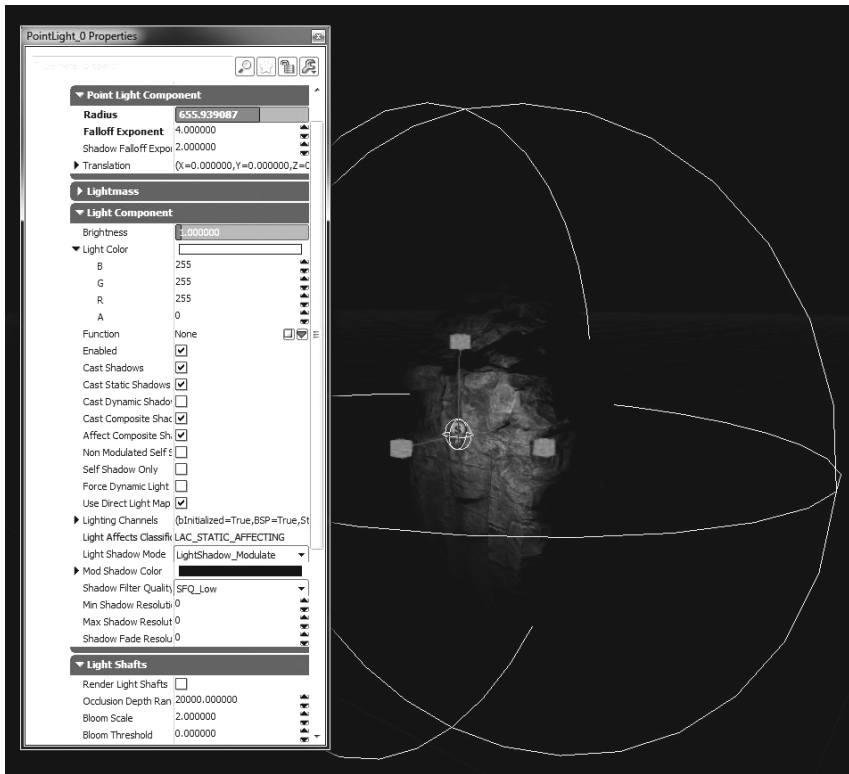 PointLight_0 Properties
Point Light Component
Radius 655.939087
Falloff Exponent 4.000000
Shadow Falloff Expo 2.000000
Translation (X=0.000000,Y=0.000000,Z=0
Lightmass
Light Component
Brightness 1.000000
Light Color
B 255
G 255
R 255
A 0
Function None
Enabled
Cast Shadows
Cast Static Shadows
Cast Dynamic Shado
Cast Composite Shac
Affect Composite Sh
Non Modulated Self S
Self Shadow Only
Force Dynamic Light
Use Direct Light Map
Lighting Channels (bInitialized=True,BSP=True,St
Light Affects Classifi LAC_STATIC_AFFECTING
Light Shadow Mode LightShadow_Modulate
Mod Shadow Color
Shadow Filter Quality SFQ_Low
Min Shadow Resoluti 0
Max Shadow Resolut 0
Shadow Fade Resolu 0
Light Shafts
Render Light Shafts
Occlusion Depth Ran 20000.000000
Bloom Scale 2.000000
Bloom Threshold 0.000000